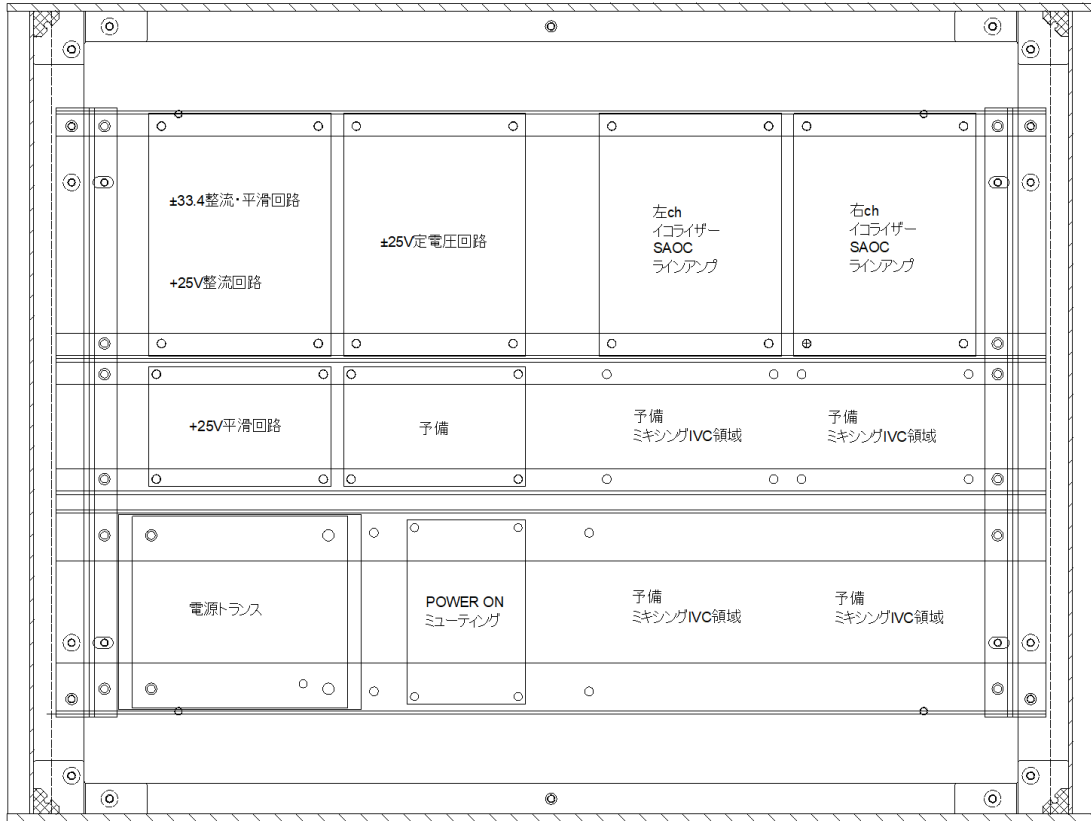 ±33.4整流・平滑回路
+25V整流回路
±25V定電圧回路
左ch
イコライザー
SAOC
ラインアンプ
右ch
イコライザー
SAOC
ラインアンプ
+25V平滑回路
予備
予備
ミキシングIVC領域
予備
ミキシングIVC領域
電源トランス
POWER ON
ミューティング
予備
ミキシングIVC領域
予備
ミキシングIVC領域